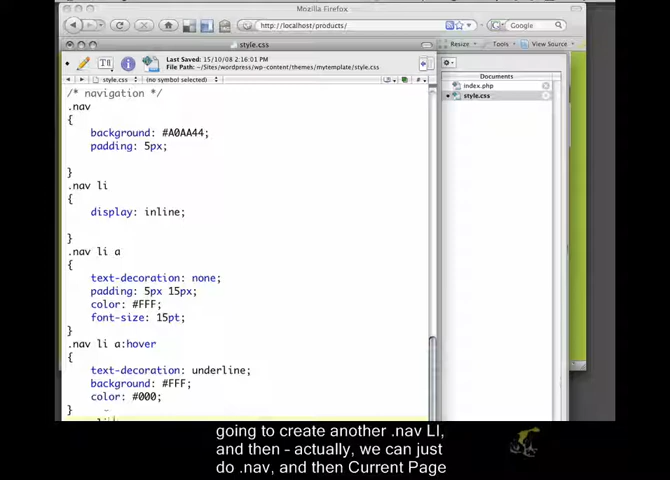 Mozilla Firefox
http://localhost/products/
Google
style.css
Resize
Tools
View Source
Last Saved: 15/10/08 2:16:01 PM
File Path: ~/Sites/wordpress/wp-content/themes/mytemplate/style.css
style.css
(no symbol selected)
Documents
index.php
style.css
/* navigation */
.nav
{
background: #A0AA44;
padding: 5px;
}
.nav li
{
display: inline;
}
.nav li a
{
text-decoration: none;
padding: 5px 15px;
color: #FFF;
font-size: 15pt;
}
.nav li a:hover
{
text-decoration: underline;
background: #FFF;
color: #000;
}
going to create another .nav LI,
and then - actually, we can just
do .nav, and then Current Page